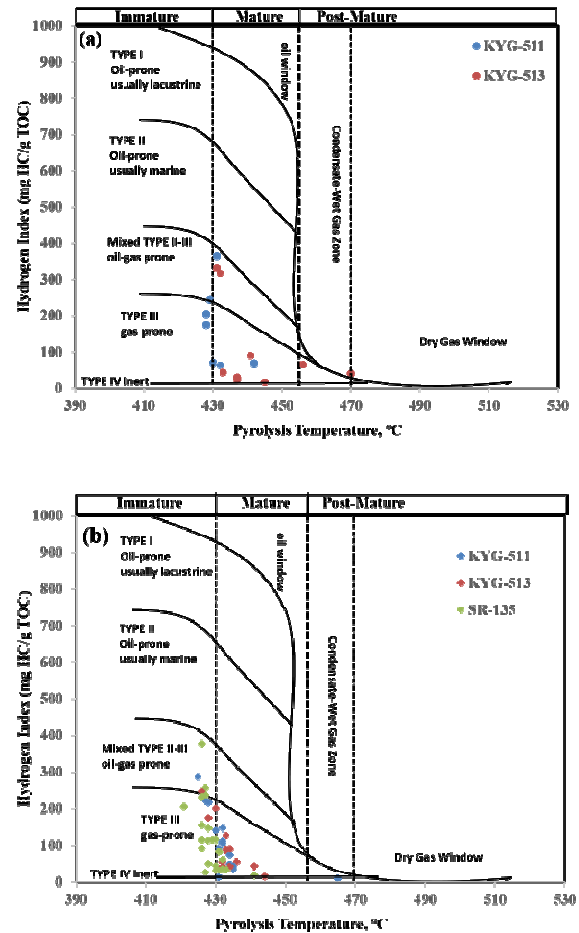 Immature Mature Post-Mature
(a)
1000
900
800
700
600
500
400
300
200
100
0
Hydrogen Index (mg HC/g TOC)
TYPE I
Oil-prone
usually lacustrine
TYPE II
Oil-prone
usually marine
Mixed TYPE II-III
oil-gas prone
TYPE III
gas prone
TYPE IV Inert
oil window
Condensate-Wet Gas Zone
Dry Gas Window
KYG-511
KYG-513
390 410 430 450 470 490 510 530
Pyrolysis Temperature, °C
Immature Mature Post-Mature
(b)
1000
900
800
700
600
500
400
300
200
100
0
Hydrogen Index (mg HC/g TOC)
TYPE I
Oil-prone
usually lacustrine
TYPE II
Oil-prone
usually marine
Mixed TYPE II-III
oil-gas prone
TYPE III
gas-prone
TYPE IV Inert
oil window
Condensate-Wet Gas Zone
Dry Gas Window
KYG-511
KYG-513
SR-135
390 410 430 450 470 490 510 530
Pyrolysis Temperature, °C